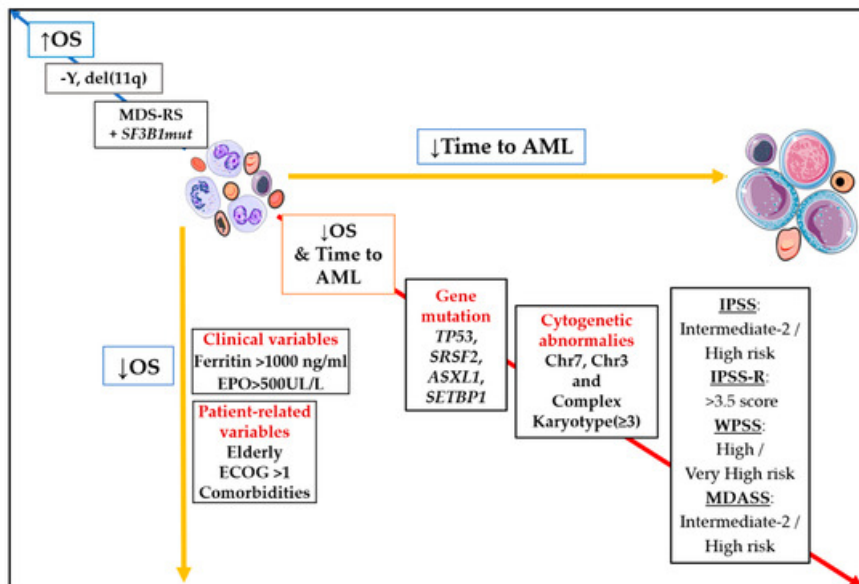 ↑OS
-Y, del(11q)
MDS-RS
+ SF3B1mut
↓Time to AML
↓OS
& Time to
AML
Gene
mutation
TP53,
SRSF2,
ASXL1,
SETBP1
Cytogenetic
abnormalies
Chr7, Chr3
and
Complex
Karyotype(≥3)
IPSS:
Intermediate-2 /
High risk
IPSS-R:
>3.5 score
WPSS:
High /
Very High risk
MDASS:
Intermediate-2 /
High risk
↓OS
Clinical variables
Ferritin >1000 ng/ml
EPO>500UL/L
Patient-related
variables
Elderly
ECOG >1
Comorbidities